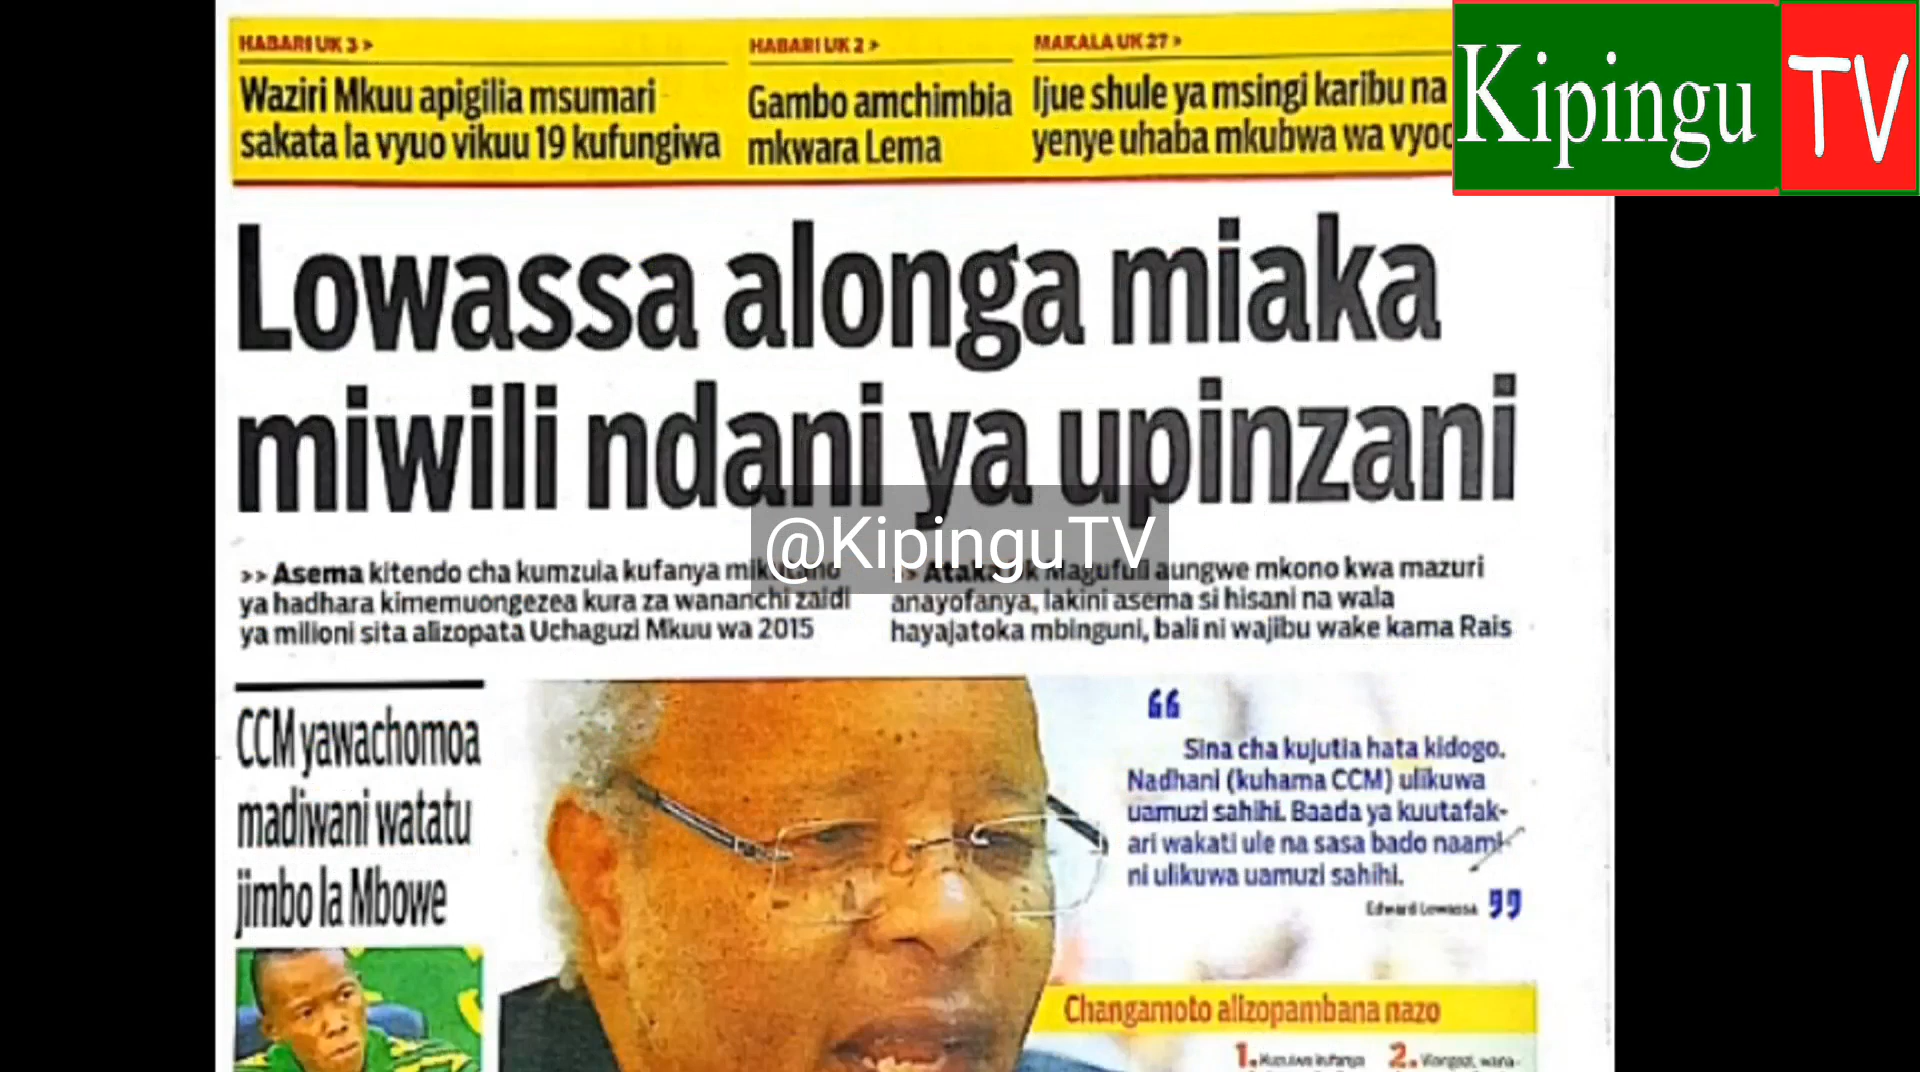 HABARI UK 3 >
Waziri Mkuu apigilia msumari
sakata la vyuo vikuu 19 kufungiwa
HABARI UK 2 >
Gambo amchimbia
mkwara Lema
MAKALA UK 27 >
Ijue shule ya msingi karibu na
yenye uhaba mkubwa wa
Kipingu TV
Lowassa alonga miaka
miwili ndani ya upinzani
@KipinguTV
>> Asema kitendo cha kumzuia kufanya
ya hadhara kimemuongezea kura za wananchi zaidi
ya milioni sita alizopata Uchaguzi Mkuu wa 2015
>> Ataka Magufuli aungwe mkono kwa mazuri
anayofanya, lakini asema si hisani na wala
hayajatoka mbinguni, bali ni wajibu wake kama Rais
CCM yawachomoa
madiwani watatu
jimbo la Mbowe
“
Sina cha kujutia hata kidogo.
Nadhani (kuhama CCM) ulikuwa
uamuzi sahihi. Baada ya kuutafak-
ari wakati ule na sasa bado naami-
ni ulikuwa uamuzi sahihi.
Edward Lowassa ”
Changamoto alizopambana nazo
1. Kuzuiwa kufanya
2.